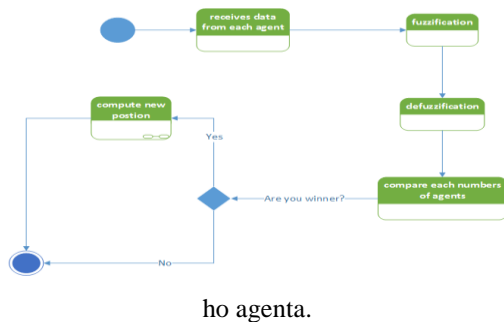 receives data
from each agent
fuzzification
defuzzification
compare each numbers
of agents
Are you winner?
Yes
compute new
postion
No
ho agenta.